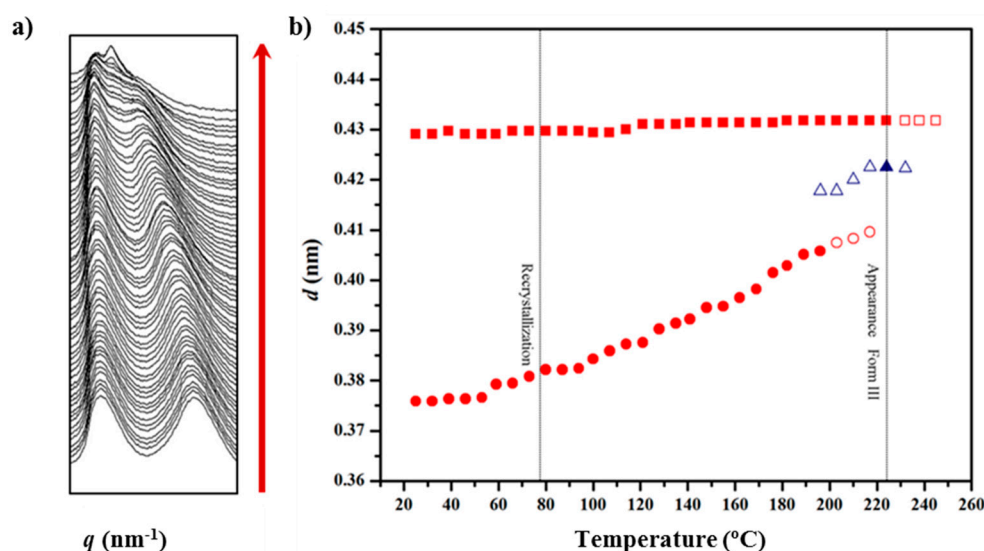 a)
q (nm-1)
b)
0.45
0.44
0.43
0.42
0.41
0.40
0.39
0.38
0.37
0.36
d (nm)
Recrystallization
Appearance Form III
20 40 60 80 100 120 140 160 180 200 220 240 260
Temperature (ºC)